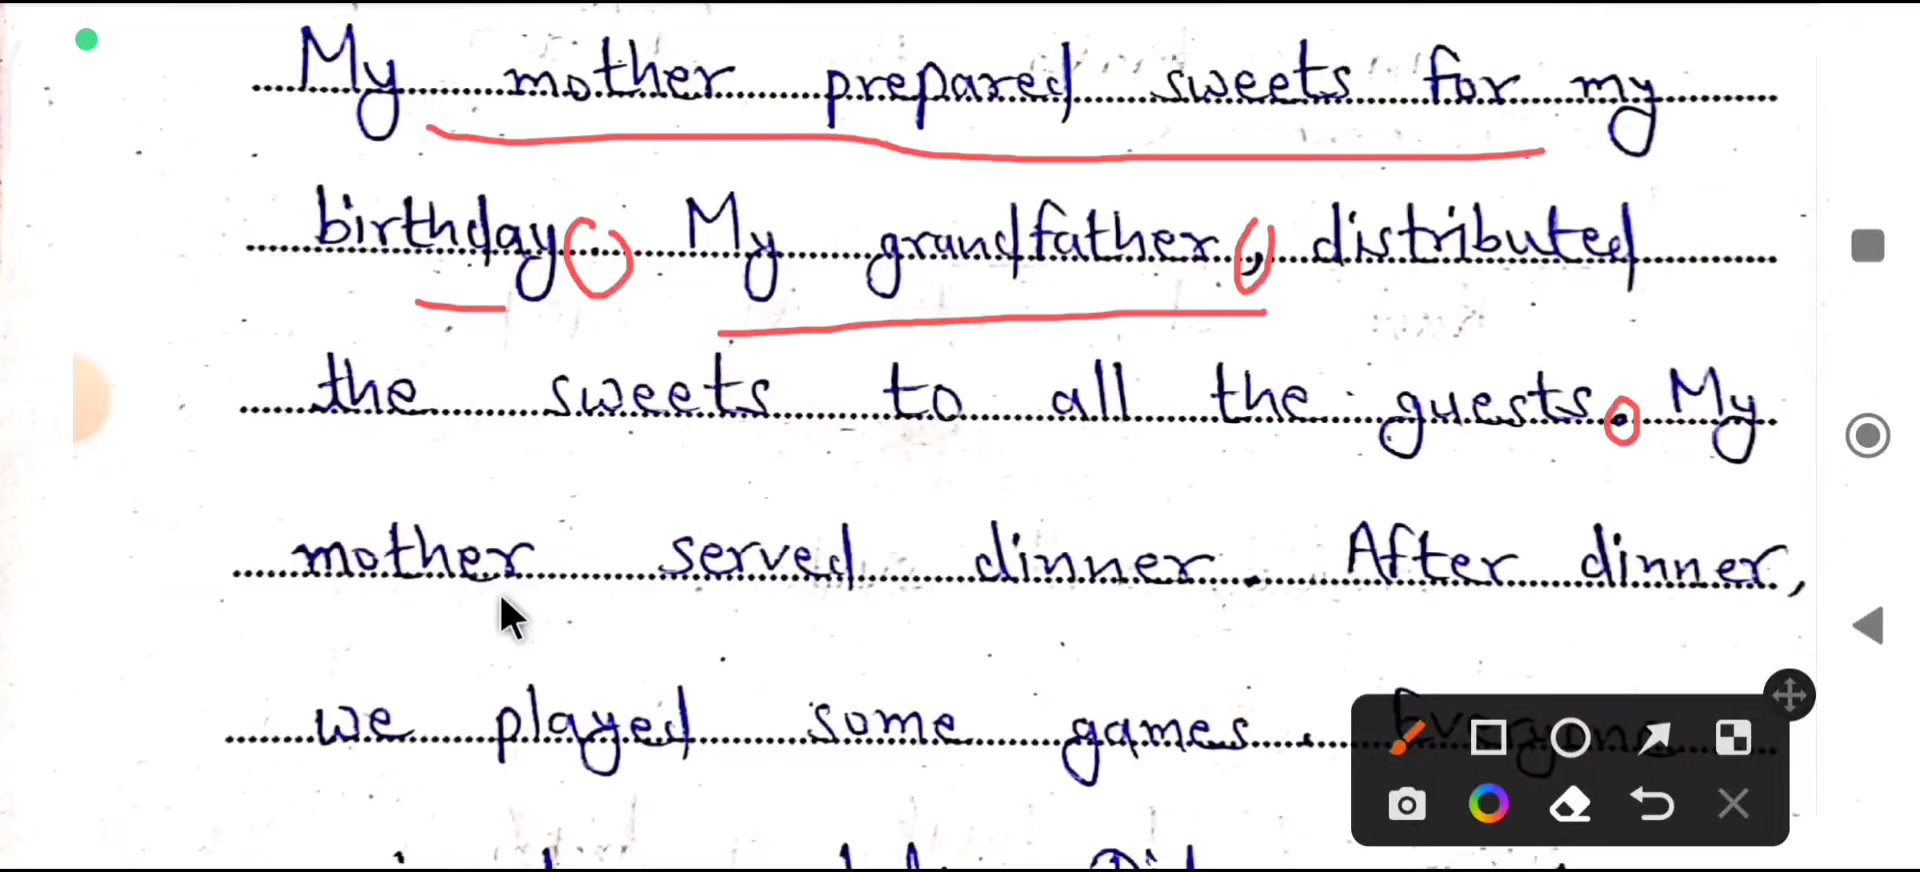 My mother prepared sweets for my
birthday. My grandfather, distributed
the sweets to all the guests. My
mother served dinner. After dinner,
we played some games. Everyone